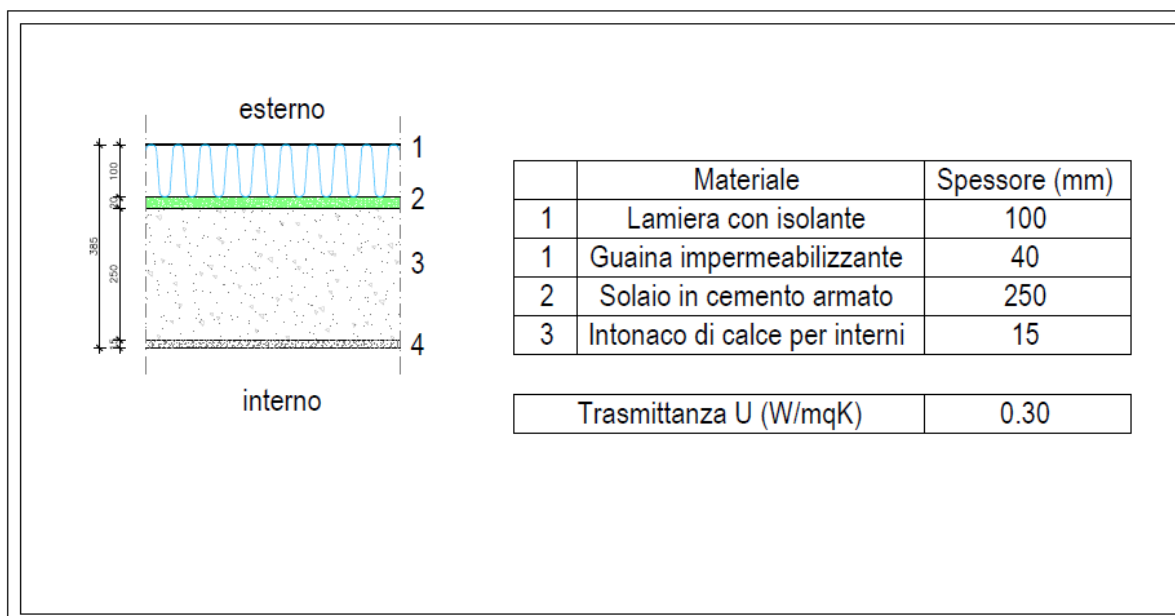 esterno
1
2
3
4
100
20
250
15
385
interno
Materiale Spessore (mm)
1 Lamiera con isolante 100
1 Guaina impermeabilizzante 40
2 Solaio in cemento armato 250
3 Intonaco di calce per interni 15
Trasmittanza U (W/mqK) 0.30